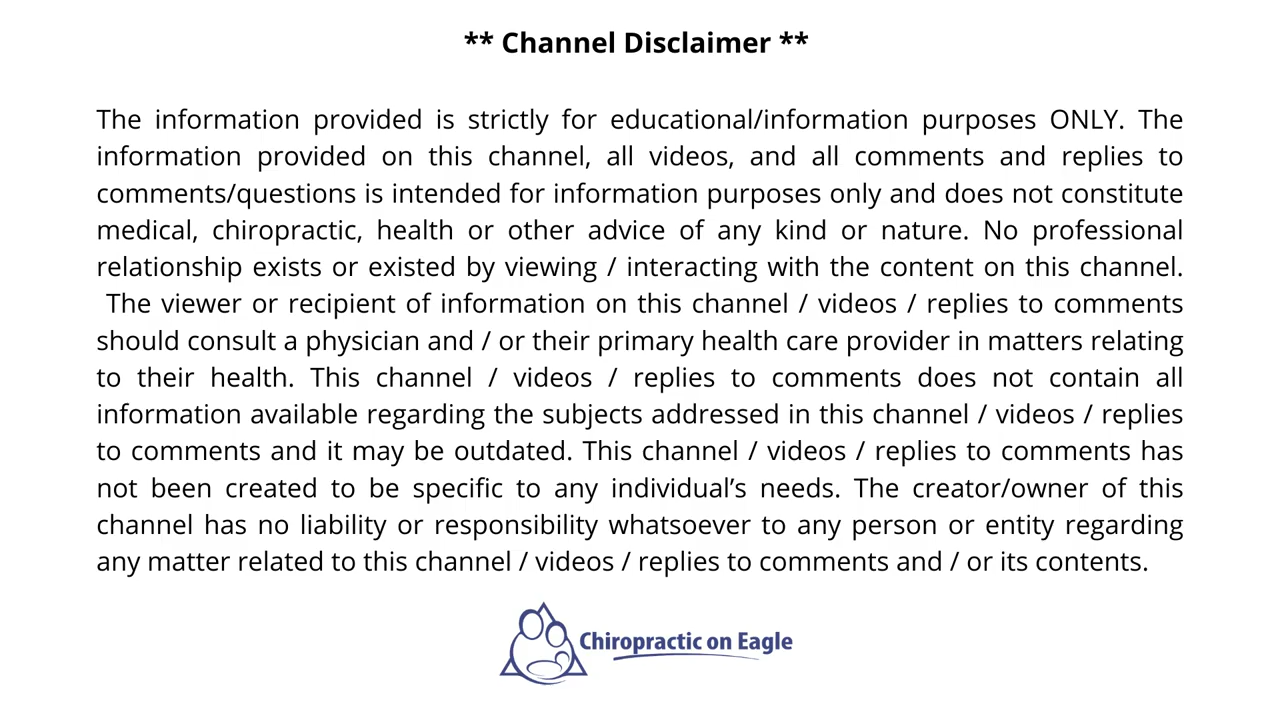 ** Channel Disclaimer **
The information provided is strictly for educational/information purposes ONLY. The
information provided on this channel, all videos, and all comments and replies to
comments/questions is intended for information purposes only and does not constitute
medical, chiropractic, health or other advice of any kind or nature. No professional
relationship exists or existed by viewing / interacting with the content on this channel.
The viewer or recipient of information on this channel / videos / replies to comments
should consult a physician and / or their primary health care provider in matters relating
to their health. This channel / videos / replies to comments does not contain all
information available regarding the subjects addressed in this channel / videos / replies
to comments and it may be outdated. This channel / videos / replies to comments has
not been created to be specific to any individual’s needs. The creator/owner of this
channel has no liability or responsibility whatsoever to any person or entity regarding
any matter related to this channel / videos / replies to comments and / or its contents.
Chiropractic on Eagle